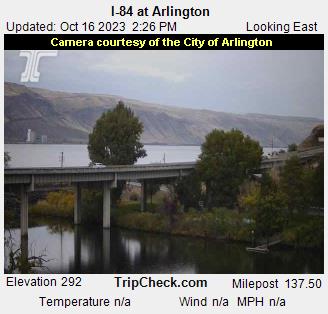 I-84 at Arlington
Updated: Oct 16 2023 2:26 PM Looking East
Camera courtesy of the City of Arlington
Elevation 292 TripCheck.com Milepost 137.50
Temperature n/a Wind n/a MPH n/a